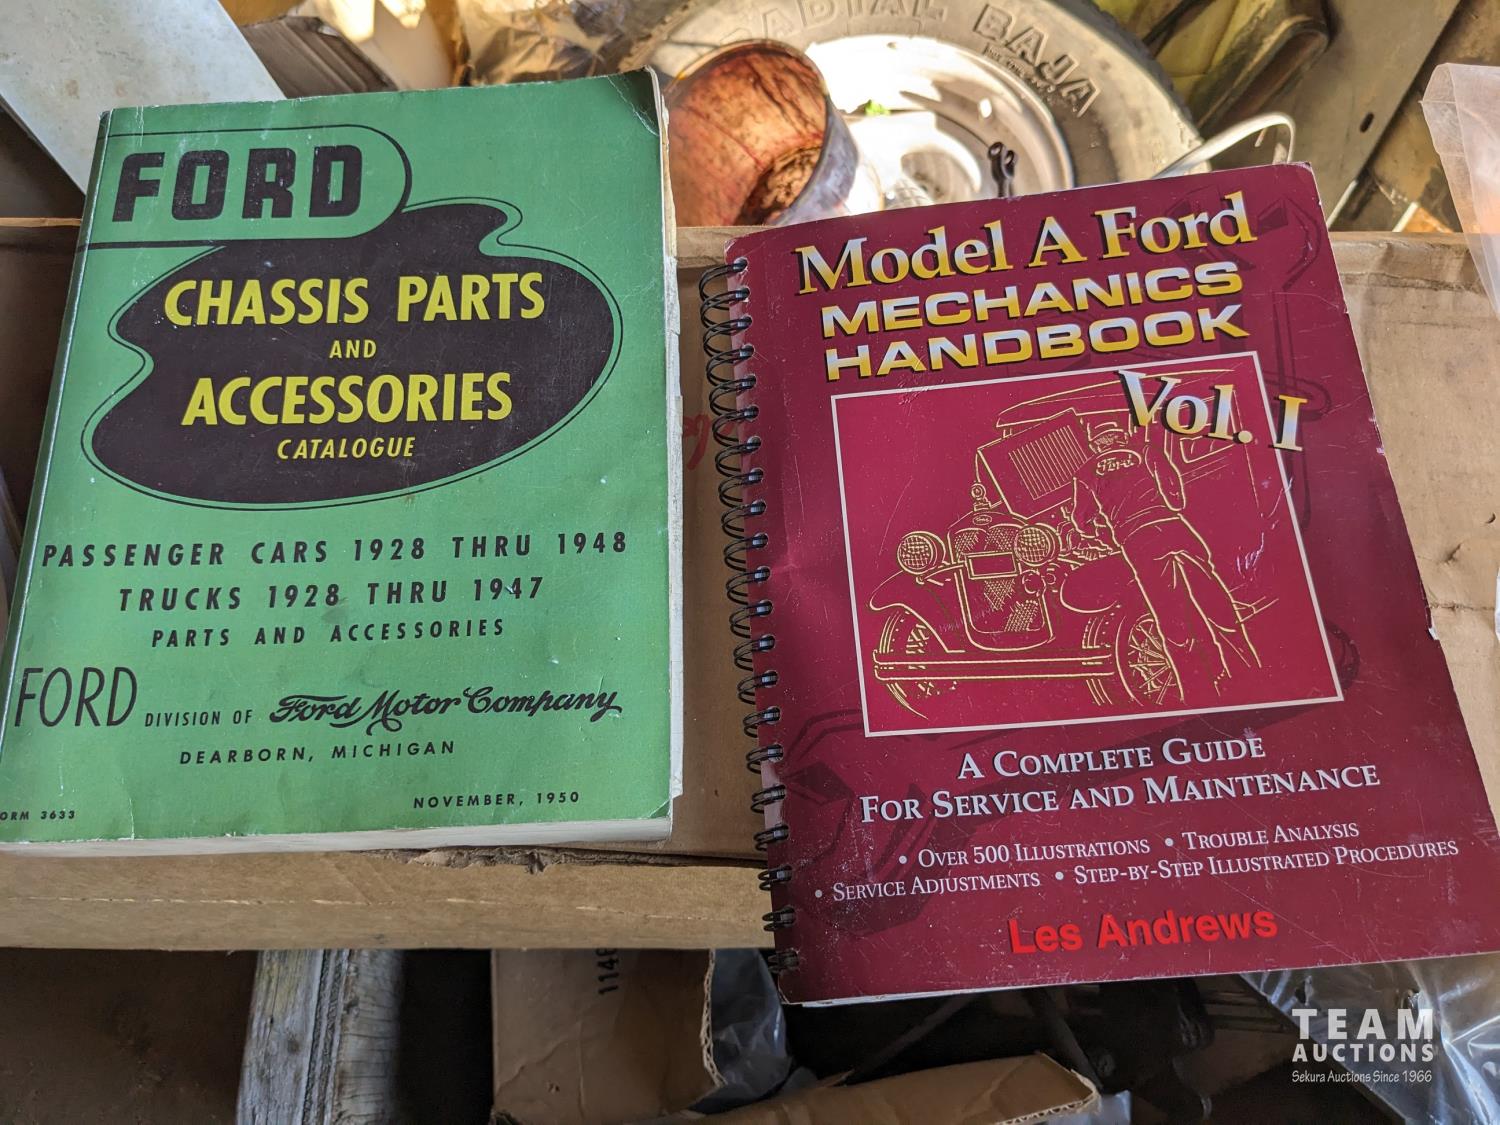 RADIAL BAJA
FORD
CHASSIS PARTS
AND
ACCESSORIES
CATALOGUE
PASSENGER CARS 1928 THRU 1948
TRUCKS 1928 THRU 1947
PARTS AND ACCESSORIES
FORD DIVISION OF Ford Motor Company
DEARBORN, MICHIGAN
NOVEMBER, 1950
ORM 3633
Model A Ford
MECHANICS
HANDBOOK
Vol. I
Ford
A COMPLETE GUIDE
FOR SERVICE AND MAINTENANCE
• OVER 500 ILLUSTRATIONS • TROUBLE ANALYSIS
• SERVICE ADJUSTMENTS • STEP-BY-STEP ILLUSTRATED PROCEDURES
Les Andrews
TEAM
AUCTIONS
Sekura Auctions Since 1966